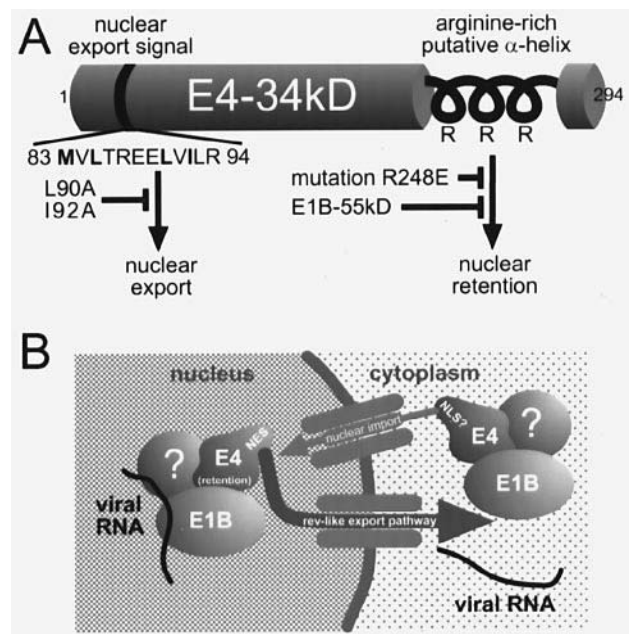 A
nuclear
export signal
arginine-rich
putative α-helix
1
E4-34kD
294
R R R
83 MVLTREELVILR 94
L90A
I92A
mutation R248E
E1B-55kD
nuclear
export
nuclear
retention
B
nucleus
cytoplasm
nuclear import
NLS?
E4
?
E1B
?
E4
(retention)
NES
E1B
viral
RNA
rev-like export pathway
viral RNA